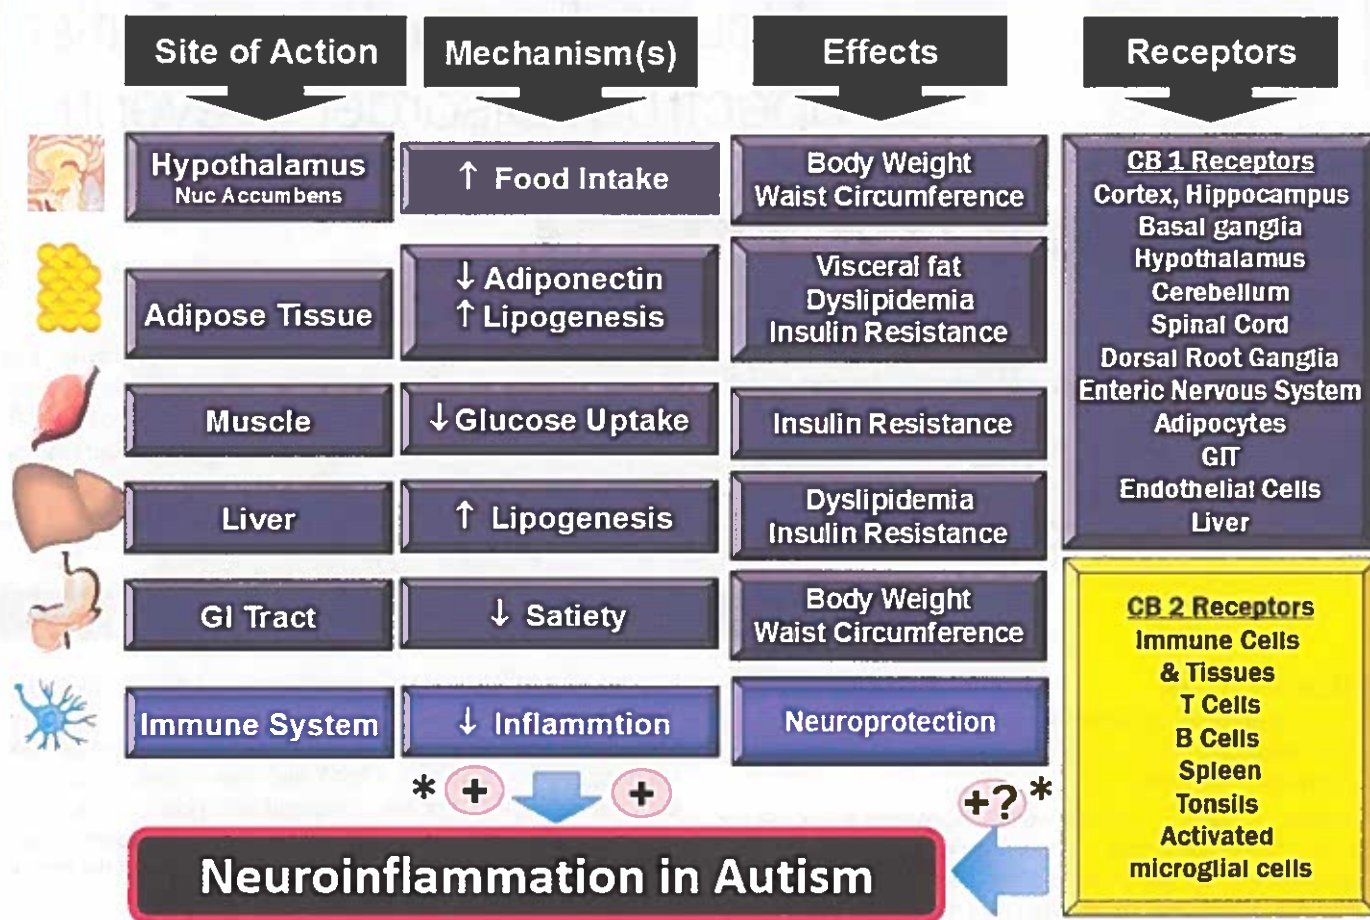 Site of Action
Mechanism(s)
Effects
Receptors
Hypothalamus
Nuc Accumbens
↑ Food Intake
Body Weight
Waist Circumference
Adipose Tissue
↓ Adiponectin
↑ Lipogenesis
Visceral fat
Dyslipidemia
Insulin Resistance
Muscle
↓ Glucose Uptake
Insulin Resistance
Liver
↑ Lipogenesis
Dyslipidemia
Insulin Resistance
GI Tract
↓ Satiety
Body Weight
Waist Circumference
Immune System
↓ Inflammtion
Neuroprotection
CB 1 Receptors
Cortex, Hippocampus
Basal ganglia
Hypothalamus
Cerebellum
Spinal Cord
Dorsal Root Ganglia
Enteric Nervous System
Adipocytes
GIT
Endothelial Cells
Liver
CB 2 Receptors
Immune Cells
& Tissues
T Cells
B Cells
Spleen
Tonsils
Activated
microglial cells
* + +
+? *
Neuroinflammation in Autism